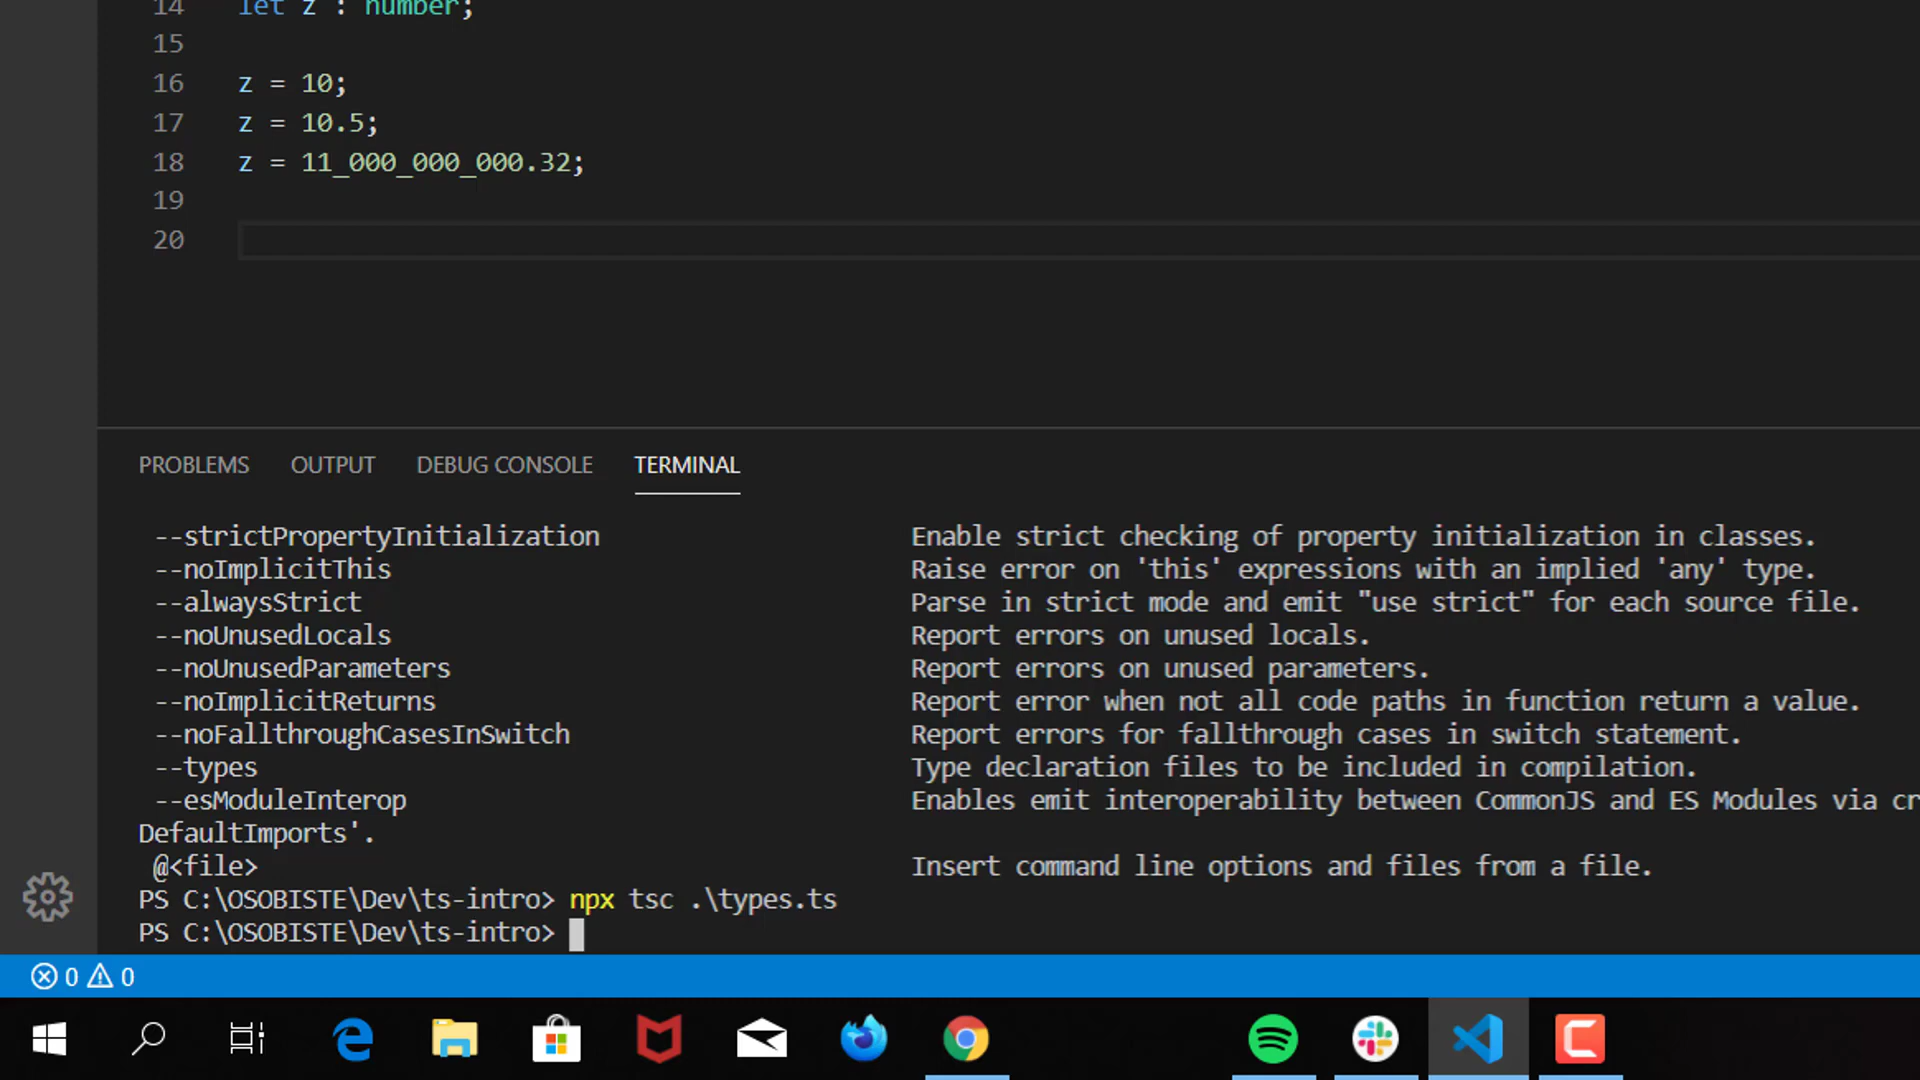 14 let z : number;
15
16 z = 10;
17 z = 10.5;
18 z = 11_000_000_000.32;
19
20
PROBLEMS OUTPUT DEBUG CONSOLE TERMINAL
--strictPropertyInitialization Enable strict checking of property initialization in classes.
--noImplicitThis Raise error on 'this' expressions with an implied 'any' type.
--alwaysStrict Parse in strict mode and emit "use strict" for each source file.
--noUnusedLocals Report errors on unused locals.
--noUnusedParameters Report errors on unused parameters.
--noImplicitReturns Report error when not all code paths in function return a value.
--noFallthroughCasesInSwitch Report errors for fallthrough cases in switch statement.
--types Type declaration files to be included in compilation.
--esModuleInterop Enables emit interoperability between CommonJS and ES Modules via cr
DefaultImports'.
@<file> Insert command line options and files from a file.
PS C:\OSOBISTE\Dev\ts-intro> npx tsc .\types.ts
PS C:\OSOBISTE\Dev\ts-intro>
0 0